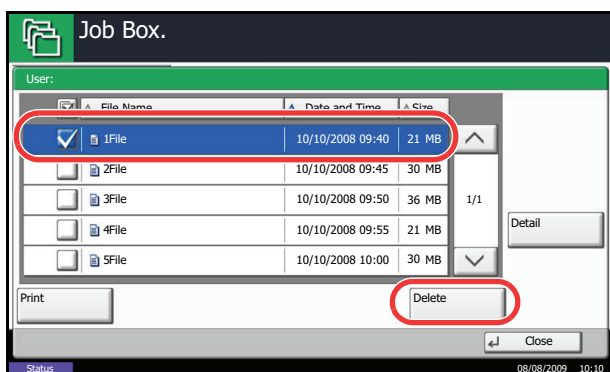 Job Box.
User:
File Name Date and Time Size
1File 10/10/2008 09:40 21 MB
2File 10/10/2008 09:45 30 MB
3File 10/10/2008 09:50 36 MB 1/1
4File 10/10/2008 09:55 21 MB Detail
5File 10/10/2008 10:00 30 MB
Print Delete
Close
Status 08/08/2009 10:10